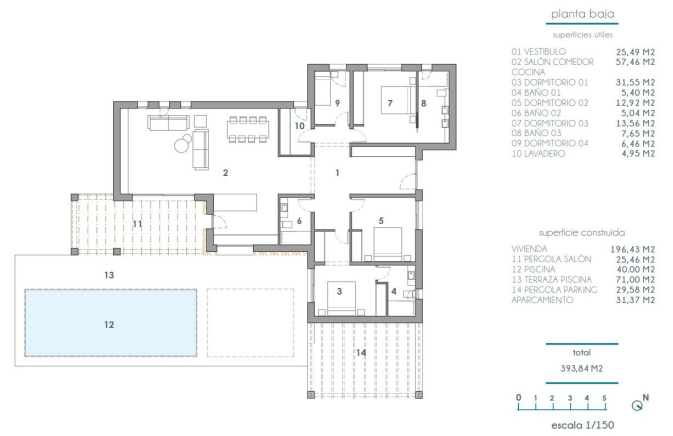 planta baja
superficies útiles
01 VESTIBULO 25,49 M2
02 SALÓN COMEDOR 57,46 M2
COCINA
03 DORMITORIO 01 31,55 M2
04 BAÑO 01 5,40 M2
05 DORMITORIO 02 12,92 M2
06 BAÑO 02 5,04 M2
07 DORMITORIO 03 13,56 M2
08 BAÑO 03 7,65 M2
09 DORMITORIO 04 6,46 M2
10 LAVADERO 4,95 M2
superficie construida
VIVIENDA 196,43 M2
11 PERGOLA SALÓN 25,46 M2
12 PISCINA 40.00 M2
13 TERRAZA PISCINA 71,00 M2
14 PERGOLA PARKING 29,58 M2
APARCAMIENTO 31,37 M2
total
393,84 M2
0 1 2 3 4 5 N
escala 1/150
9 7 8
10
2 1
11 6 5
13
3 4
12
14